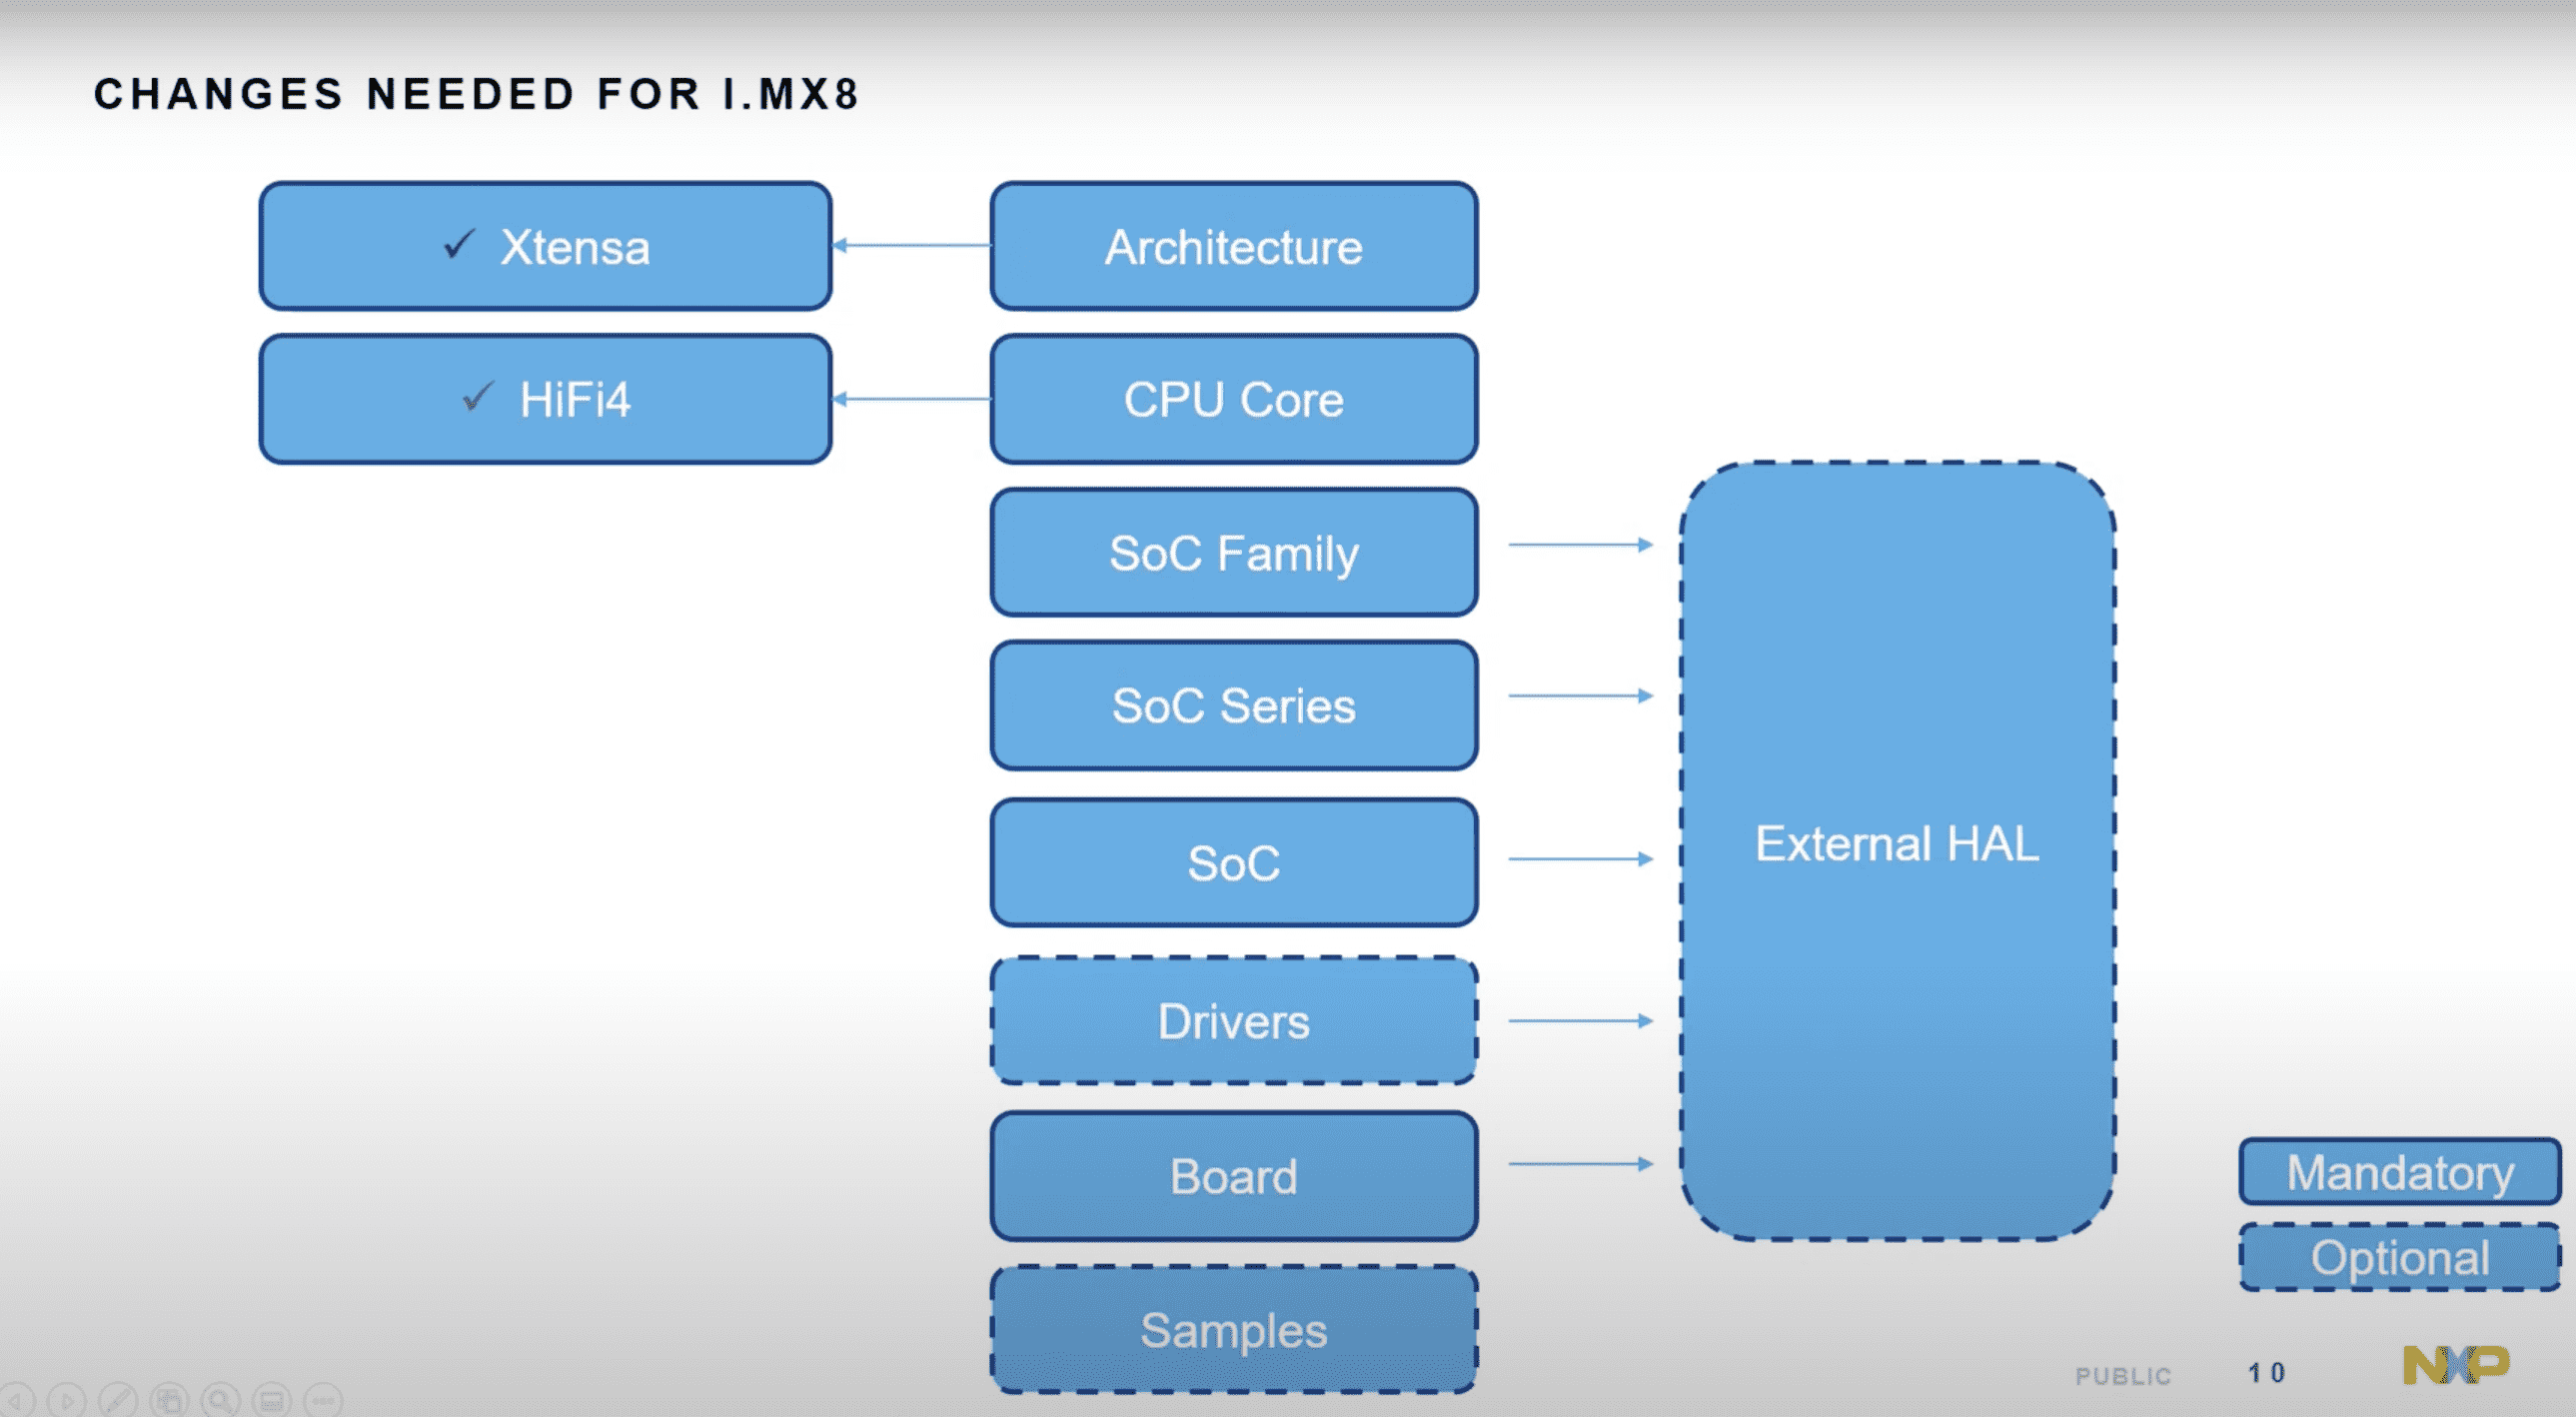 CHANGES NEEDED FOR I.MX8
✓ Xtensa
Architecture
✓ HiFi4
CPU Core
SoC Family
SoC Series
SoC
External HAL
Drivers
Board
Samples
Mandatory
Optional
PUBLIC
10
NXP